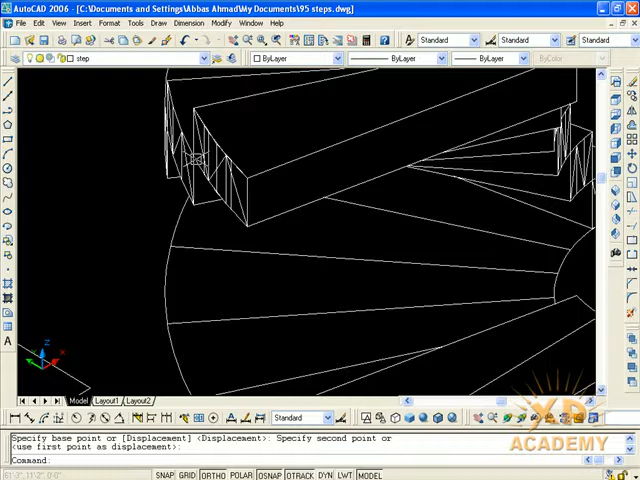 AutoCAD 2006 - [C:\Documents and Settings\Abbas Ahmad\My Documents\95 steps.dwg]
File Edit View Insert Format Tools Draw Dimension Modify Window Help
Standard Standard Standard
step ByLayer ByLayer ByLayer ByColor
Z
X
Model Layout1 Layout2
Standard
Specify base point or [Displacement] <Displacement>: Specify second point or
<use first point as displacement>:
Command:
ACADEMY
SNAP GRID ORTHO POLAR OSNAP OTRACK DYN LWT MODEL